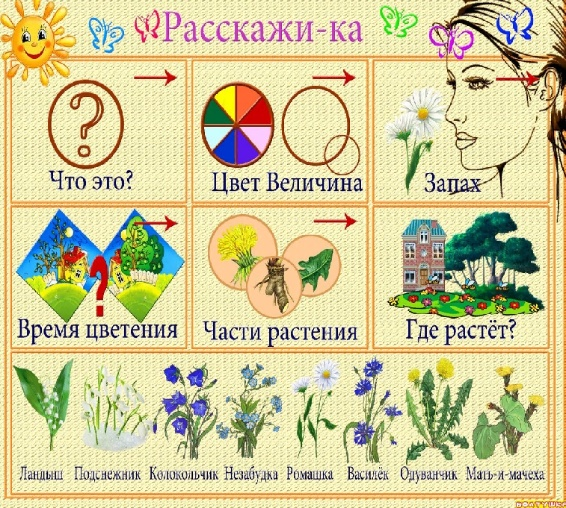 Расскажи-ка
Что это?
Цвет Величина
Запах
Время цветения
Части растения
Где растёт?
Ландыш Подснежник Колокольчик Незабудка Ромашка Василёк Одуванчик Мать-и-мачеха